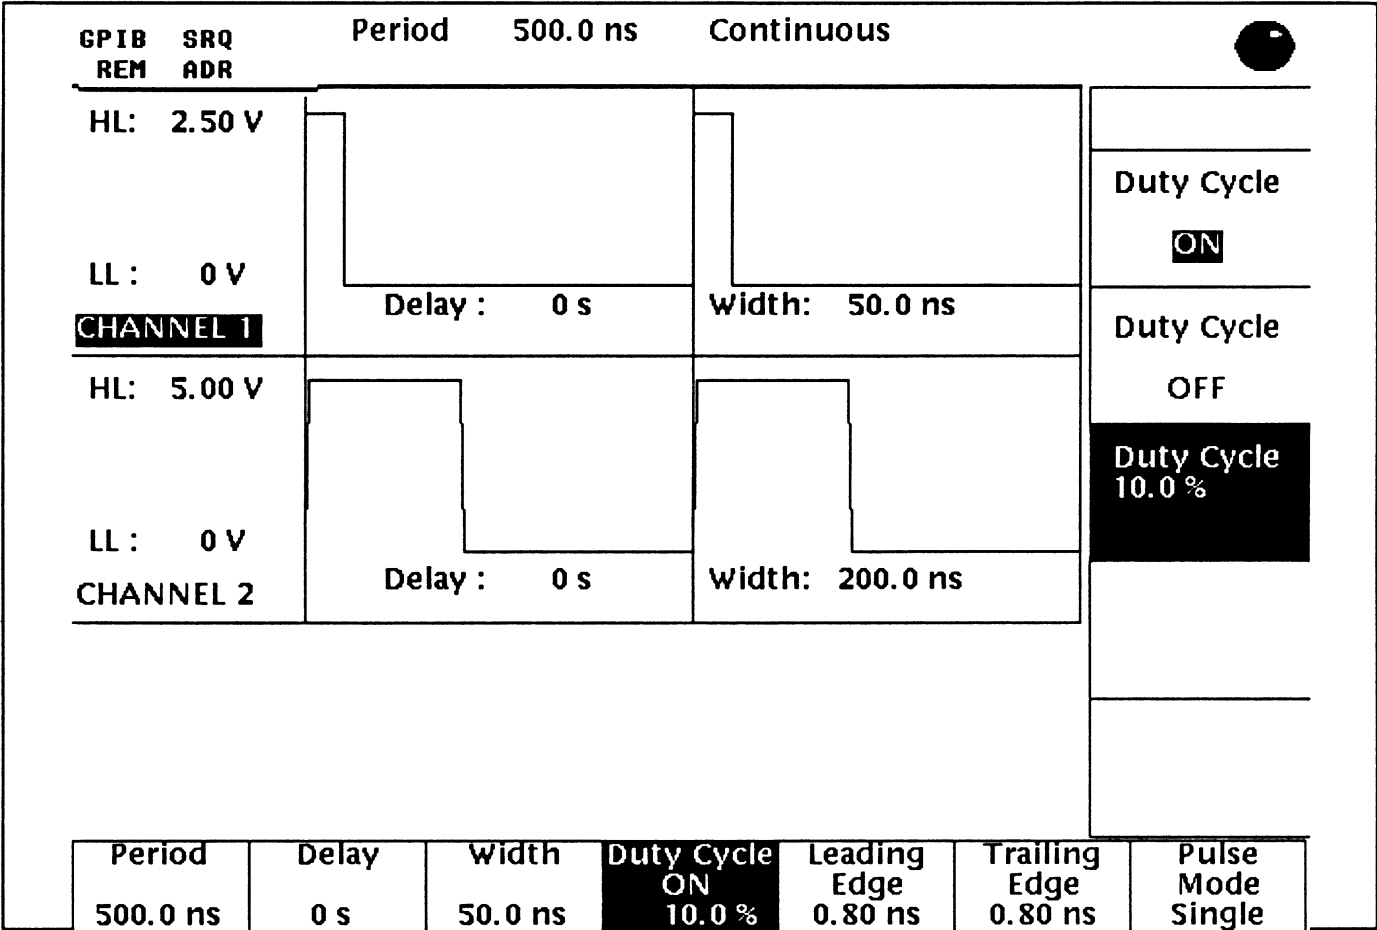 GPIB SRQ Period 500.0 ns Continuous
REM ADR
HL: 2.50 V
LL : 0 V
Delay : 0 s Width: 50.0 ns
CHANNEL 1
HL: 5.00 V
LL : 0 V
Delay : 0 s Width: 200.0 ns
CHANNEL 2
Duty Cycle
ON
Duty Cycle
OFF
Duty Cycle
10.0 %
Period
500.0 ns
Delay
0 s
Width
50.0 ns
Duty Cycle
ON
10.0 %
Leading
Edge
0.80 ns
Trailing
Edge
0.80 ns
Pulse
Mode
Single